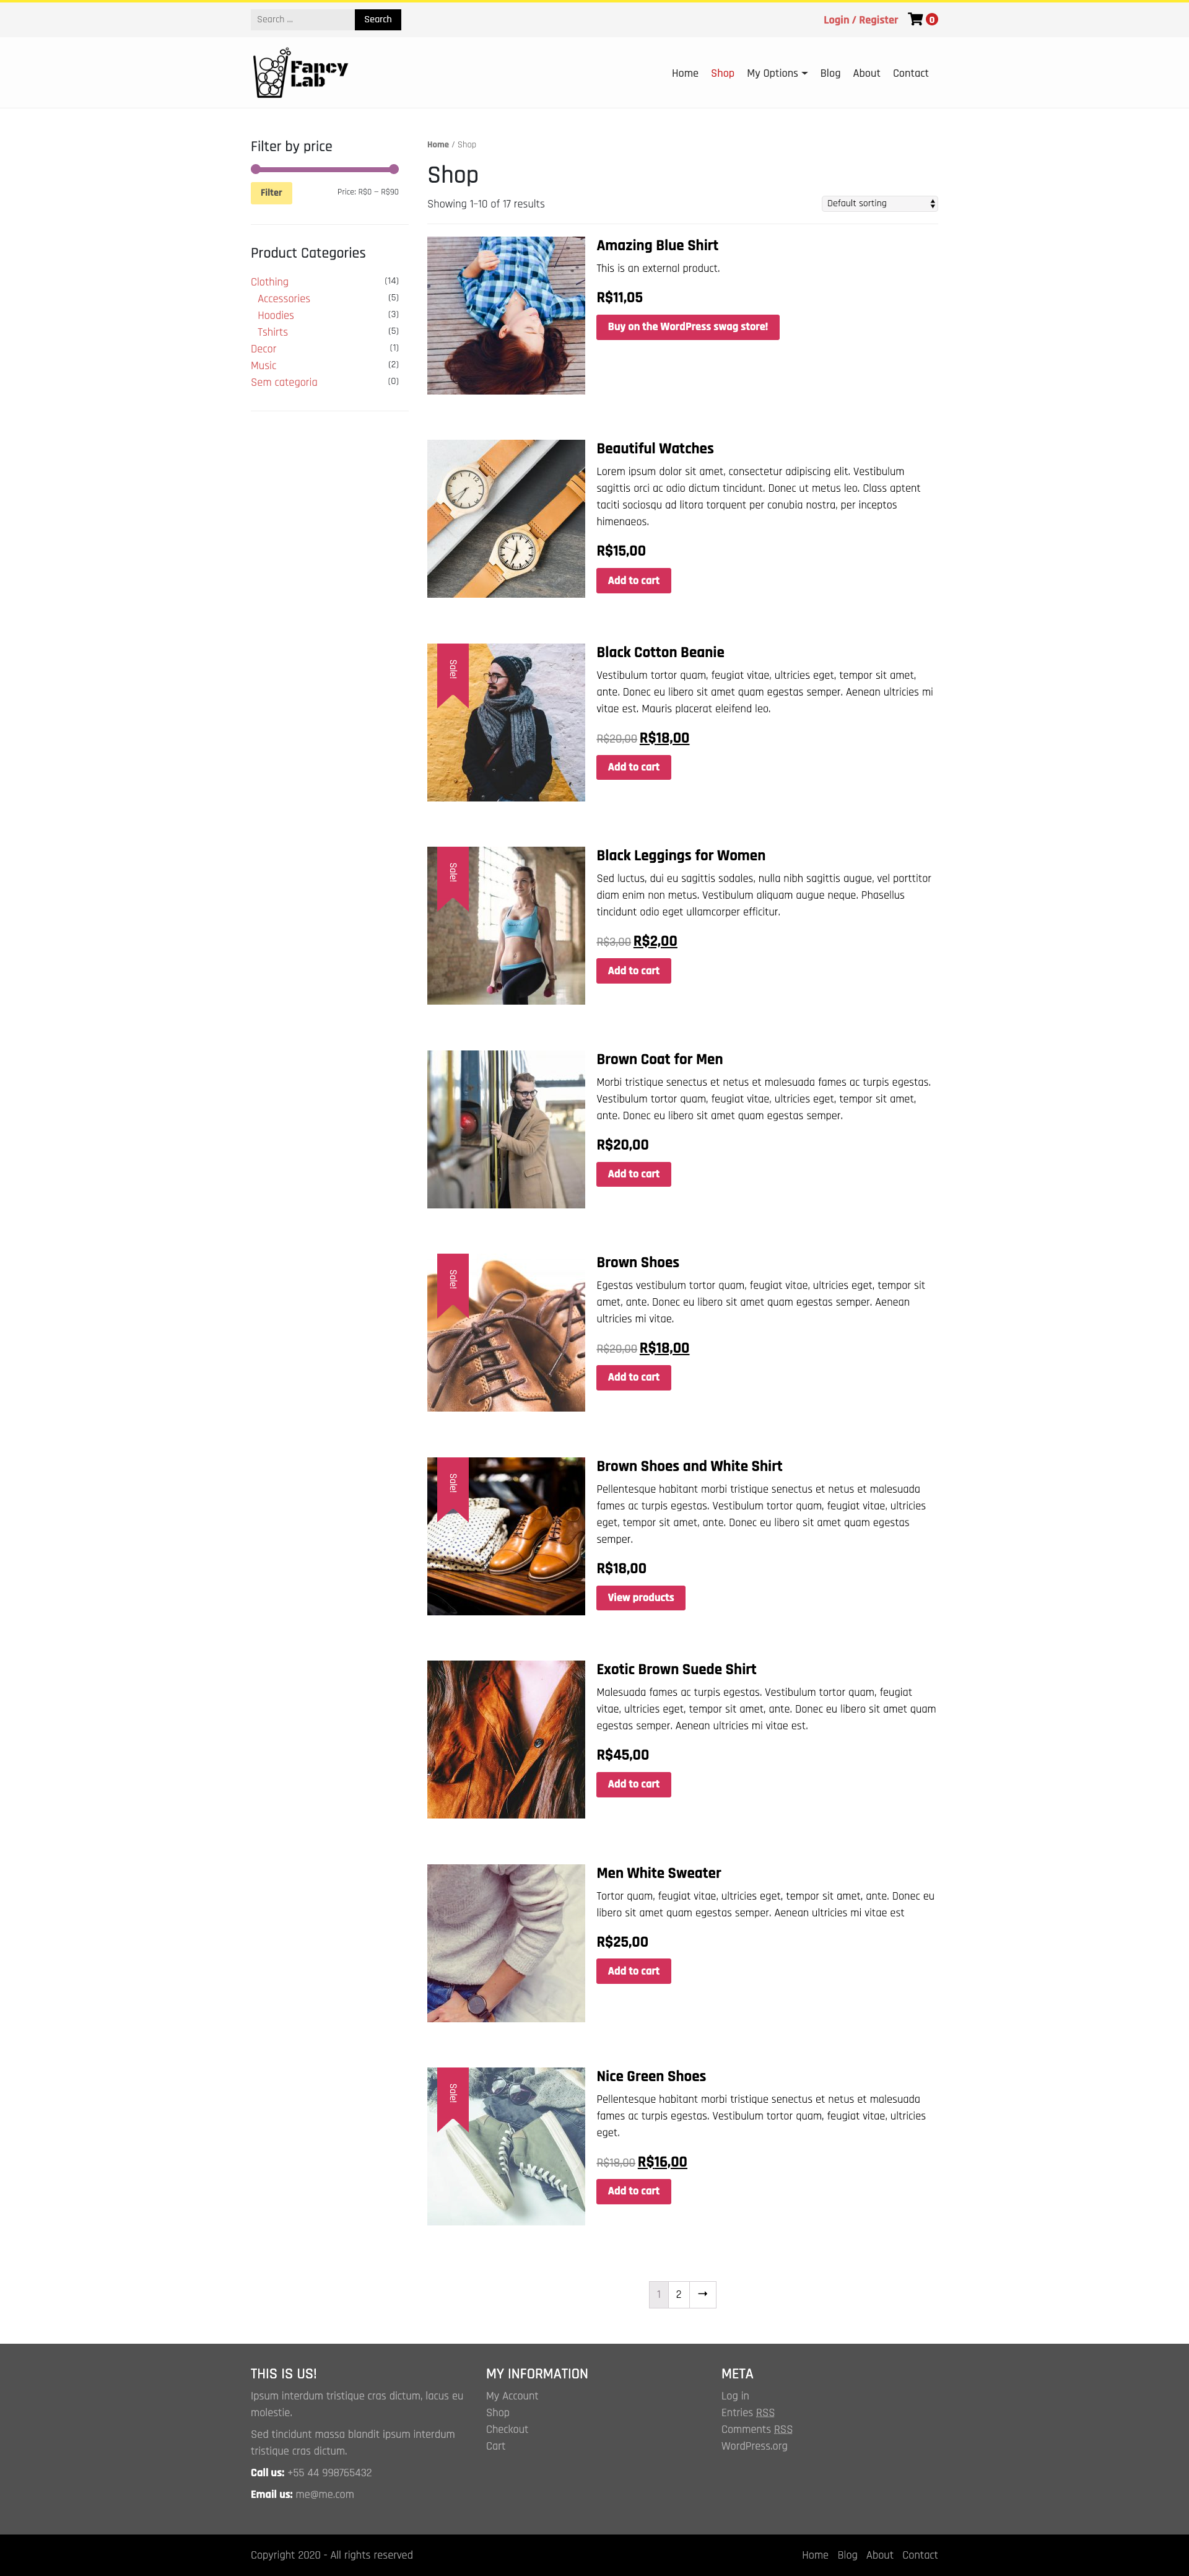 Search ...
Search
Login / Register
0
Fancy
Lab
Home
Shop
My Options
Blog
About
Contact
Filter by price
Filter
Price: R$0 — R$90
Product Categories
Clothing (14)
Accessories (5)
Hoodies (3)
Tshirts (5)
Decor (1)
Music (2)
Sem categoria (0)
Home / Shop
Shop
Showing 1–10 of 17 results
Default sorting
Amazing Blue Shirt
This is an external product.
R$11,05
Buy on the WordPress swag store!
Beautiful Watches
Lorem ipsum dolor sit amet, consectetur adipiscing elit. Vestibulum
sagittis orci ac odio dictum tincidunt. Donec ut metus leo. Class aptent
taciti sociosqu ad litora torquent per conubia nostra, per inceptos
himenaeos.
R$15,00
Add to cart
Sale!
Black Cotton Beanie
Vestibulum tortor quam, feugiat vitae, ultricies eget, tempor sit amet,
ante. Donec eu libero sit amet quam egestas semper. Aenean ultricies mi
vitae est. Mauris placerat eleifend leo.
R$20,00 R$18,00
Add to cart
Sale!
Black Leggings for Women
Sed luctus, dui eu sagittis sodales, nulla nibh sagittis augue, vel porttitor
diam enim non metus. Vestibulum aliquam augue neque. Phasellus
tincidunt odio eget ullamcorper efficitur.
R$3,00 R$2,00
Add to cart
Brown Coat for Men
Morbi tristique senectus et netus et malesuada fames ac turpis egestas.
Vestibulum tortor quam, feugiat vitae, ultricies eget, tempor sit amet,
ante. Donec eu libero sit amet quam egestas semper.
R$20,00
Add to cart
Sale!
Brown Shoes
Egestas vestibulum tortor quam, feugiat vitae, ultricies eget, tempor sit
amet, ante. Donec eu libero sit amet quam egestas semper. Aenean
ultricies mi vitae.
R$20,00 R$18,00
Add to cart
Sale!
Brown Shoes and White Shirt
Pellentesque habitant morbi tristique senectus et netus et malesuada
fames ac turpis egestas. Vestibulum tortor quam, feugiat vitae, ultricies
eget, tempor sit amet, ante. Donec eu libero sit amet quam egestas
semper.
R$18,00
View products
Exotic Brown Suede Shirt
Malesuada fames ac turpis egestas. Vestibulum tortor quam, feugiat
vitae, ultricies eget, tempor sit amet, ante. Donec eu libero sit amet quam
egestas semper. Aenean ultricies mi vitae est.
R$45,00
Add to cart
Men White Sweater
Tortor quam, feugiat vitae, ultricies eget, tempor sit amet, ante. Donec eu
libero sit amet quam egestas semper. Aenean ultricies mi vitae est
R$25,00
Add to cart
Sale!
Nice Green Shoes
Pellentesque habitant morbi tristique senectus et netus et malesuada
fames ac turpis egestas. Vestibulum tortor quam, feugiat vitae, ultricies
eget.
R$18,00 R$16,00
Add to cart
1 2 →
THIS IS US!
Ipsum interdum tristique cras dictum, lacus eu
molestie.
Sed tincidunt massa blandit ipsum interdum
tristique cras dictum.
Call us: +55 44 998765432
Email us: me@me.com
MY INFORMATION
My Account
Shop
Checkout
Cart
META
Log in
Entries RSS
Comments RSS
WordPress.org
Copyright 2020 - All rights reserved
Home Blog About Contact